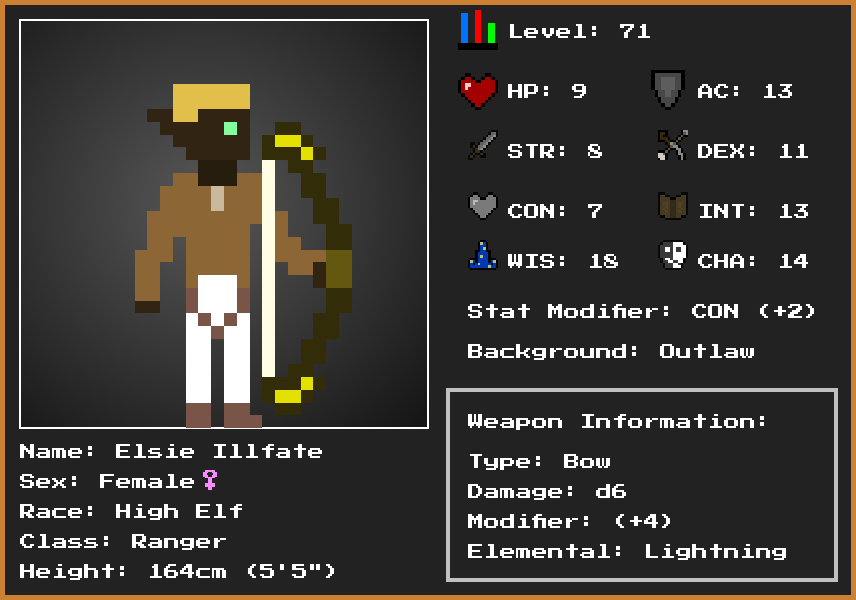 Level: 71
HP: 9
AC: 13
STR: 8
DEX: 11
CON: 7
INT: 13
WIS: 18
CHA: 14
Stat Modifier: CON (+2)
Background: Outlaw
Name: Elsie Illfate
Sex: Female♀
Race: High Elf
Class: Ranger
Height: 164cm (5'5")
Weapon Information:
Type: Bow
Damage: d6
Modifier: (+4)
Elemental: Lightning